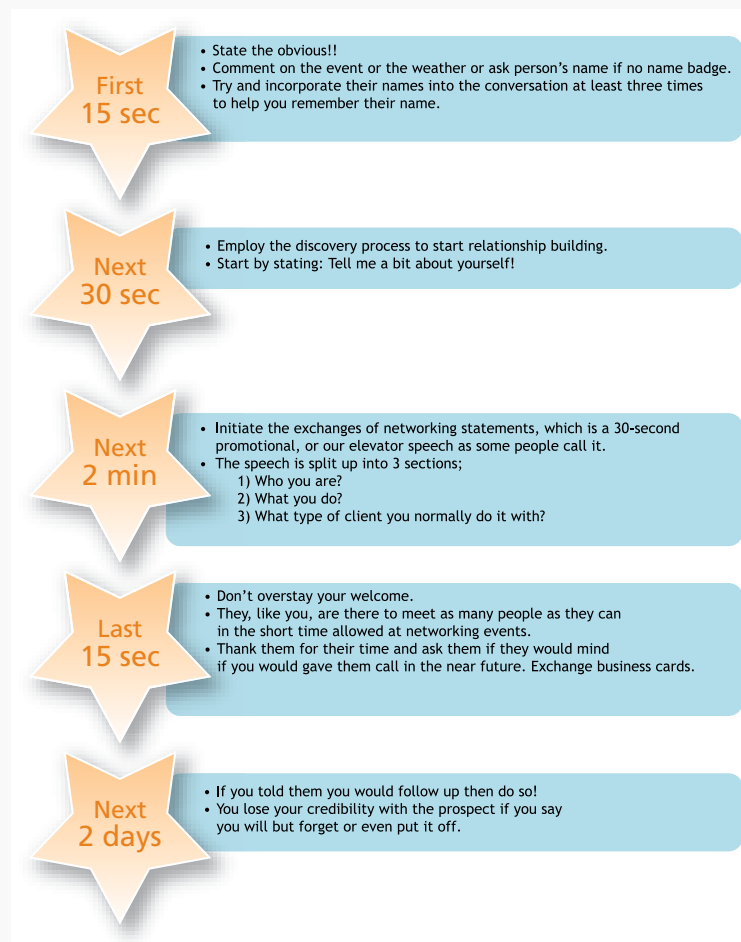 First
15 sec
• State the obvious!!
• Comment on the event or the weather or ask person's name if no name badge.
• Try and incorporate their names into the conversation at least three times
to help you remember their name.
Next
30 sec
• Employ the discovery process to start relationship building.
• Start by stating: Tell me a bit about yourself!
Next
2 min
• Initiate the exchanges of networking statements, which is a 30-second
promotional, or our elevator speech as some people call it.
• The speech is split up into 3 sections;
1) Who you are?
2) What you do?
3) What type of client you normally do it with?
Last
15 sec
• Don't overstay your welcome.
• They, like you, are there to meet as many people as they can
in the short time allowed at networking events.
• Thank them for their time and ask them if they would mind
if you would gave them call in the near future. Exchange business cards.
Next
2 days
• If you told them you would follow up then do so!
• You lose your credibility with the prospect if you say
you will but forget or even put it off.